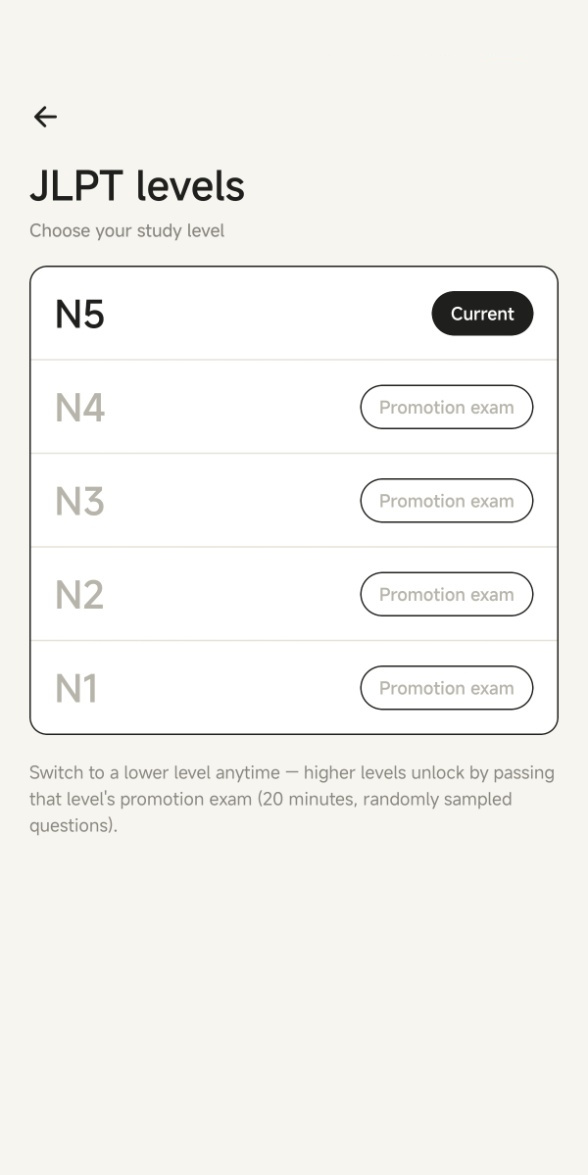 JLPT levels
Choose your study level
N5
Current
N4
Promotion exam
N3
Promotion exam
N2
Promotion exam
N1
Promotion exam
Switch to a lower level anytime — higher levels unlock by passing
that level's promotion exam (20 minutes, randomly sampled
questions).